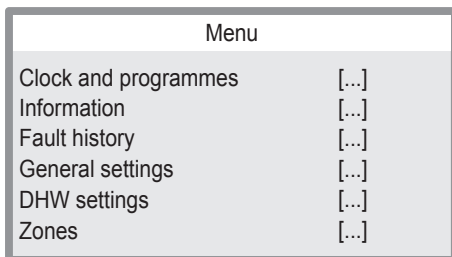 Menu
Clock and programmes [...]
Information [...]
Fault history [...]
General settings [...]
DHW settings [...]
Zones [...]